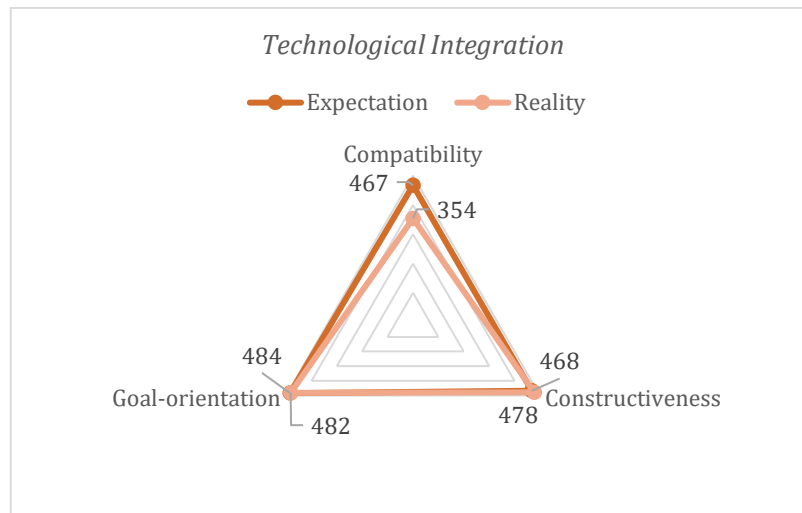 Technological Integration
Expectation Reality
Compatibility
467
354
484
468
Goal-orientation
Constructiveness
482
478